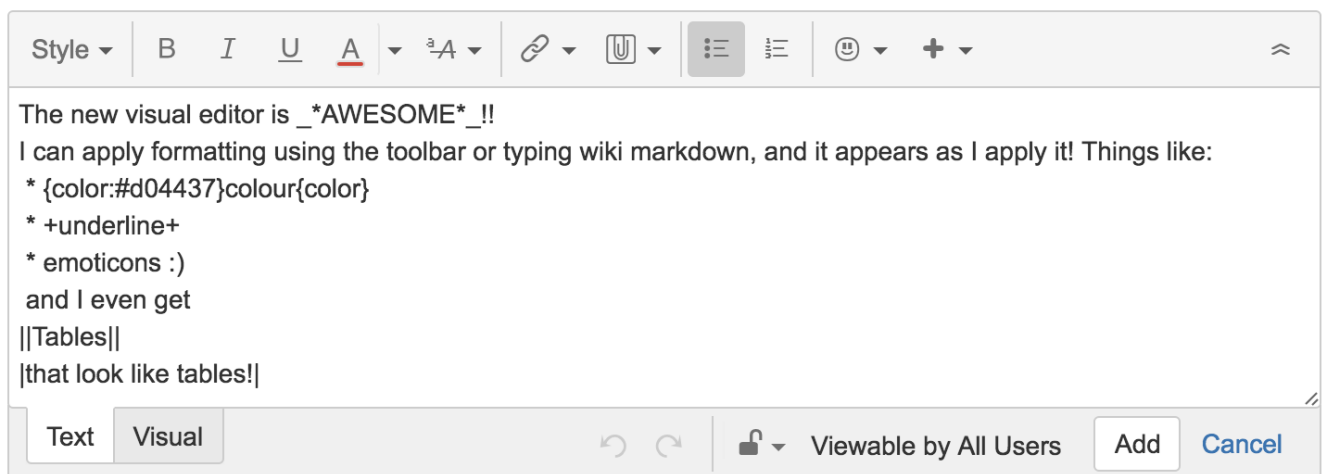 Style B I U A ªA
The new visual editor is _*AWESOME*_!!
I can apply formatting using the toolbar or typing wiki markdown, and it appears as I apply it! Things like:
* {color:#d04437}colour{color}
* +underline+
* emoticons :)
and I even get
||Tables||
|that look like tables!|
Text Visual Viewable by All Users Add Cancel